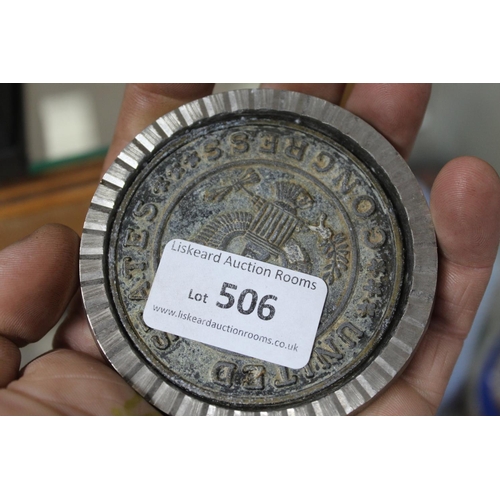 Liskeard Auction Rooms
Lot 506
www.liskeardauctionrooms.co.uk
UNITED STATES
CONGRESS